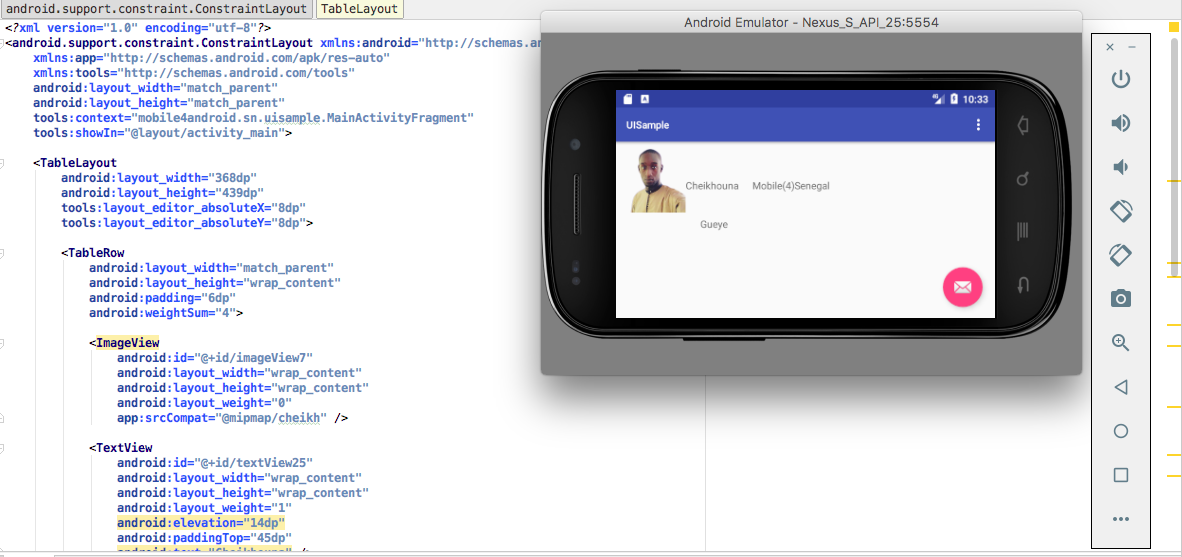 android.support.constraint.ConstraintLayout TableLayout
<?xml version="1.0" encoding="utf-8"?>
<android.support.constraint.ConstraintLayout xmlns:android="http://schemas.an
xmlns:app="http://schemas.android.com/apk/res-auto"
xmlns:tools="http://schemas.android.com/tools"
android:layout_width="match_parent"
android:layout_height="match_parent"
tools:context="mobile4android.sn.uisample.MainActivityFragment"
tools:showIn="@layout/activity_main">
<TableLayout
android:layout_width="368dp"
android:layout_height="439dp"
tools:layout_editor_absoluteX="8dp"
tools:layout_editor_absoluteY="8dp">
<TableRow
android:layout_width="match_parent"
android:layout_height="wrap_content"
android:padding="6dp"
android:weightSum="4">
<ImageView
android:id="@+id/imageView7"
android:layout_width="wrap_content"
android:layout_height="wrap_content"
android:layout_weight="0"
app:srcCompat="@mipmap/cheikh" />
<TextView
android:id="@+id/textView25"
android:layout_width="wrap_content"
android:layout_height="wrap_content"
android:layout_weight="1"
android:elevation="14dp"
android:paddingTop="45dp"
android:text="Cheikhouna" /
Android Emulator - Nexus_S_API_25:5554
A 4G 10:33
UISample
Cheikhouna Mobile(4)Senegal
Gueye